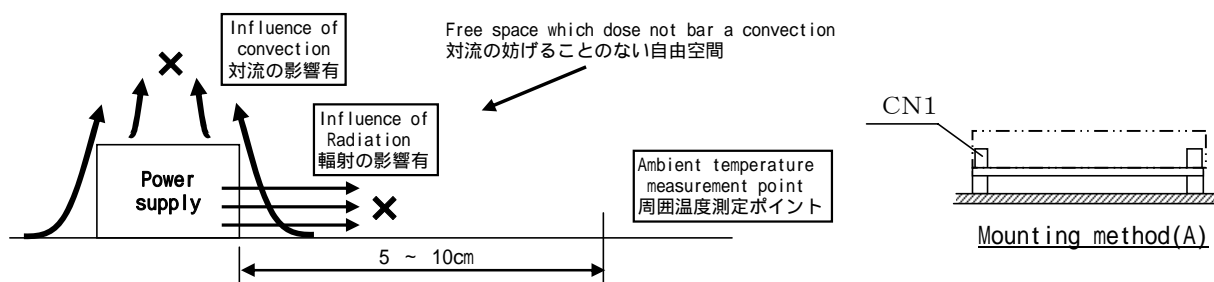 Influence of
convection
対流の影響有
Free space which dose not bar a convection
対流の妨げることのない自由空間
Influence of
Radiation
輻射の影響有
Power
supply
Ambient temperature
measurement point
周囲温度測定ポイント
5 ~ 10cm
CN1
Mounting method(A)